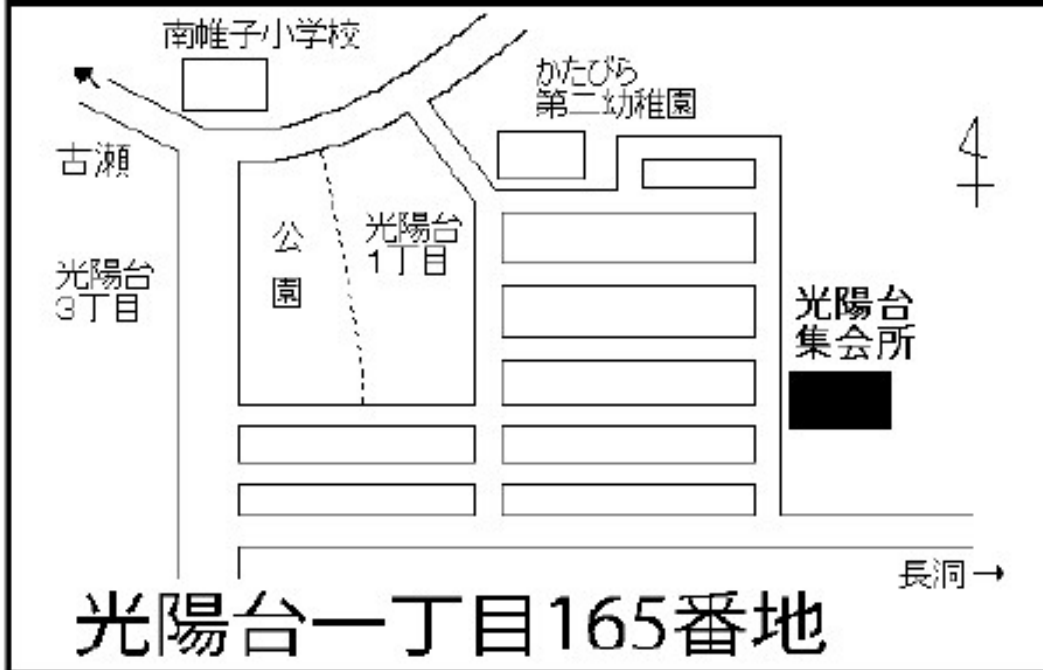 南帷子小学校
かたびら
第二幼稚園
古瀬
公
園
光陽台
1丁目
光陽台
3丁目
光陽台
集会所
長洞→
光陽台一丁目165番地